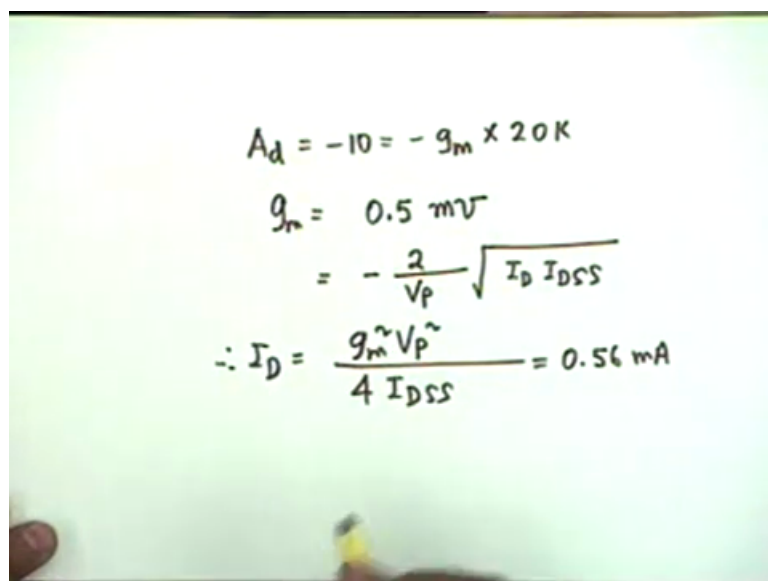 Ad = -10 = - gm × 20K
gm = 0.5 mʊ
= - 2/Vp √(ID IDSS)
∴ ID = gm² Vp² / 4 IDSS = 0.56 mA